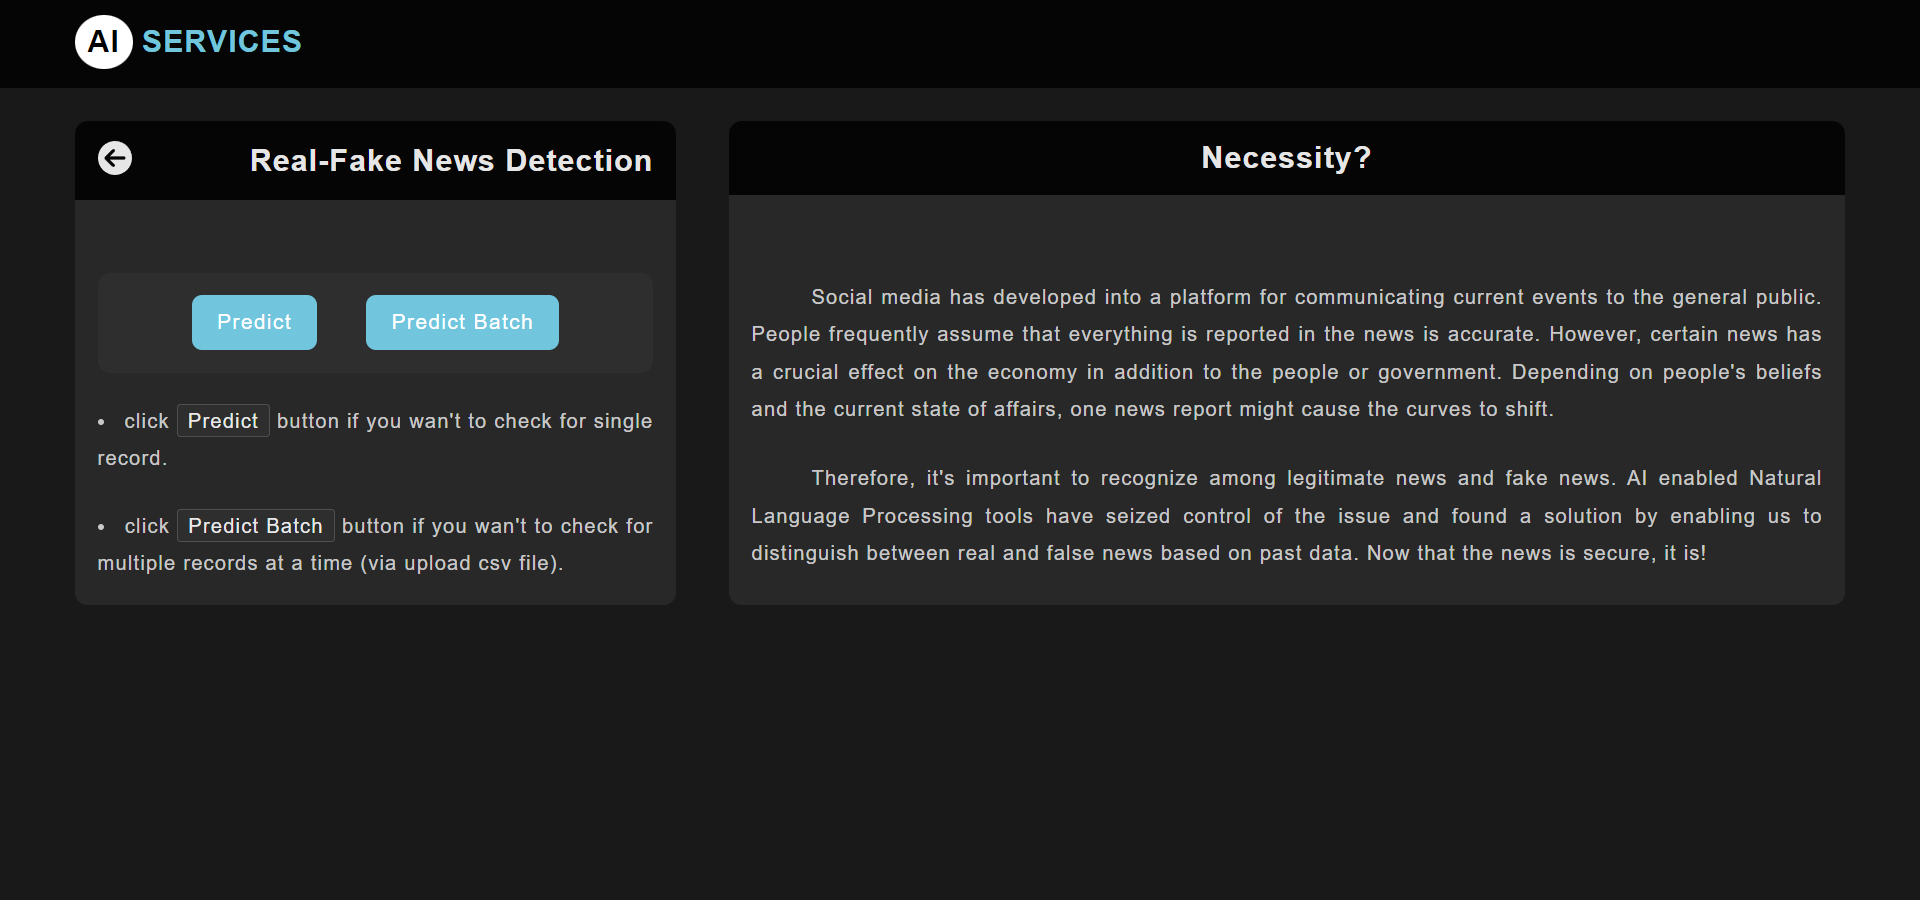 AI SERVICES
Real-Fake News Detection
Predict
Predict Batch
• click Predict button if you wan't to check for single
record.
• click Predict Batch button if you wan't to check for
multiple records at a time (via upload csv file).
Necessity?
Social media has developed into a platform for communicating current events to the general public.
People frequently assume that everything is reported in the news is accurate. However, certain news has
a crucial effect on the economy in addition to the people or government. Depending on people's beliefs
and the current state of affairs, one news report might cause the curves to shift.
Therefore, it's important to recognize among legitimate news and fake news. AI enabled Natural
Language Processing tools have seized control of the issue and found a solution by enabling us to
distinguish between real and false news based on past data. Now that the news is secure, it is!